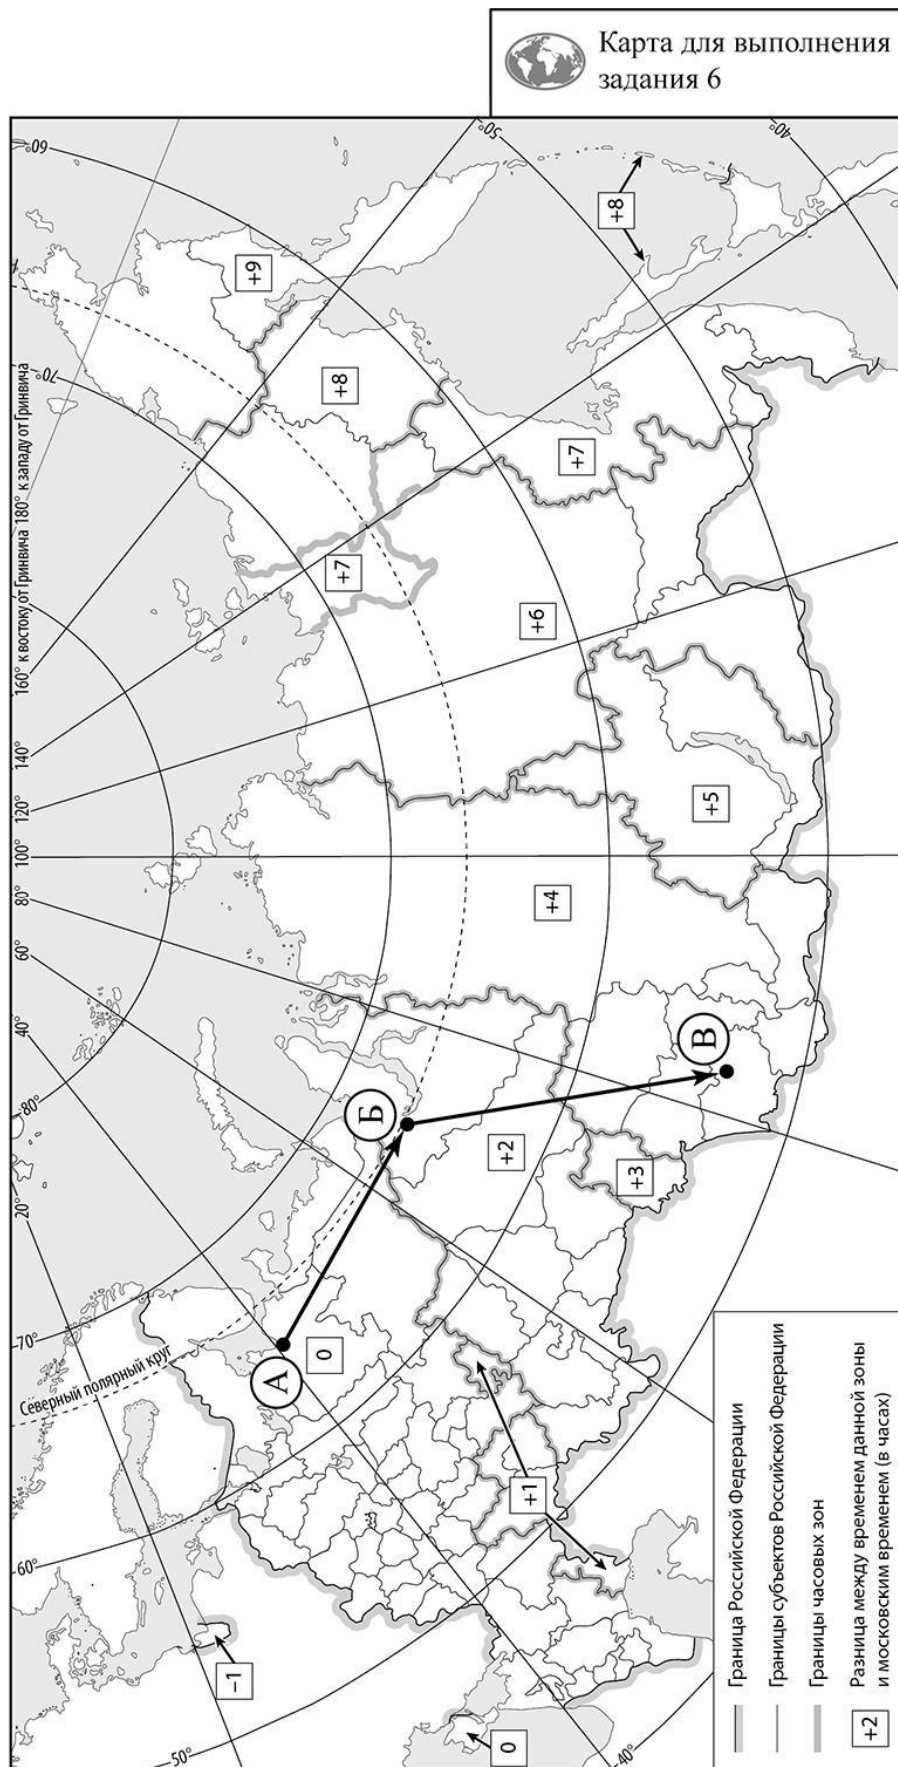 Карта для выполнения
задания 6
160° к востоку от Гринвича 180° к западу от Гринвича
140°
120°
100°
80°
60°
40°
20°
80°
70°
60°
50°
70°
60°
50°
40°
40°
Северный полярный круг
А
Б
В
-1
0
0
+1
+2
+3
+4
+5
+6
+7
+7
+8
+8
+9
Граница Российской Федерации
Границы субъектов Российской Федерации
Границы часовых зон
+2
Разница между временем данной зоны
и московским временем (в часах)